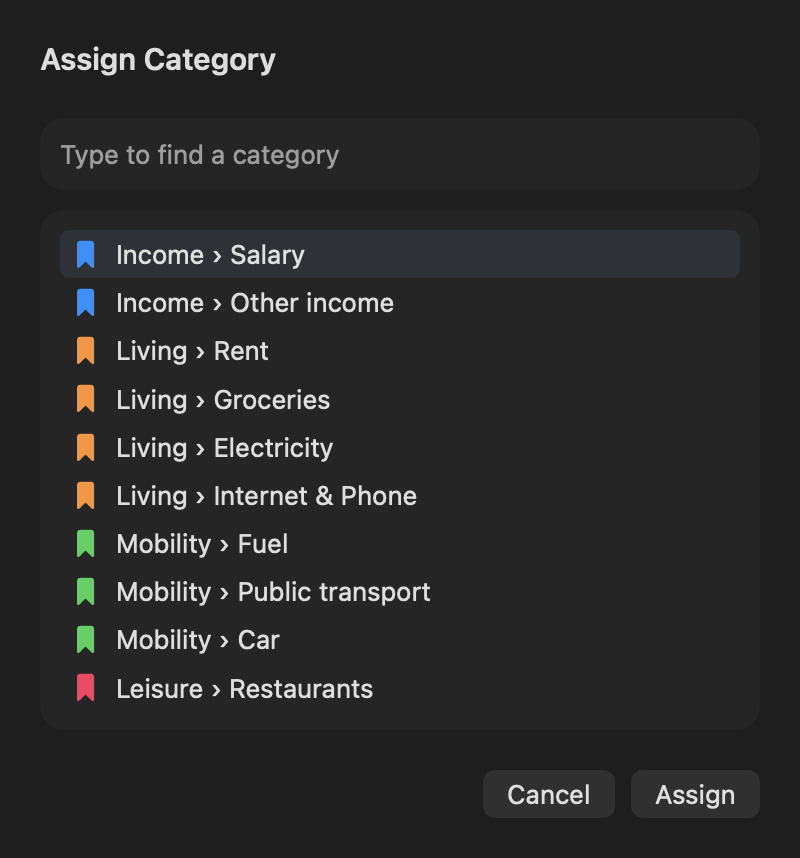 Assign Category
Type to find a category
Income › Salary
Income › Other income
Living › Rent
Living › Groceries
Living › Electricity
Living › Internet & Phone
Mobility › Fuel
Mobility › Public transport
Mobility › Car
Leisure › Restaurants
Cancel Assign